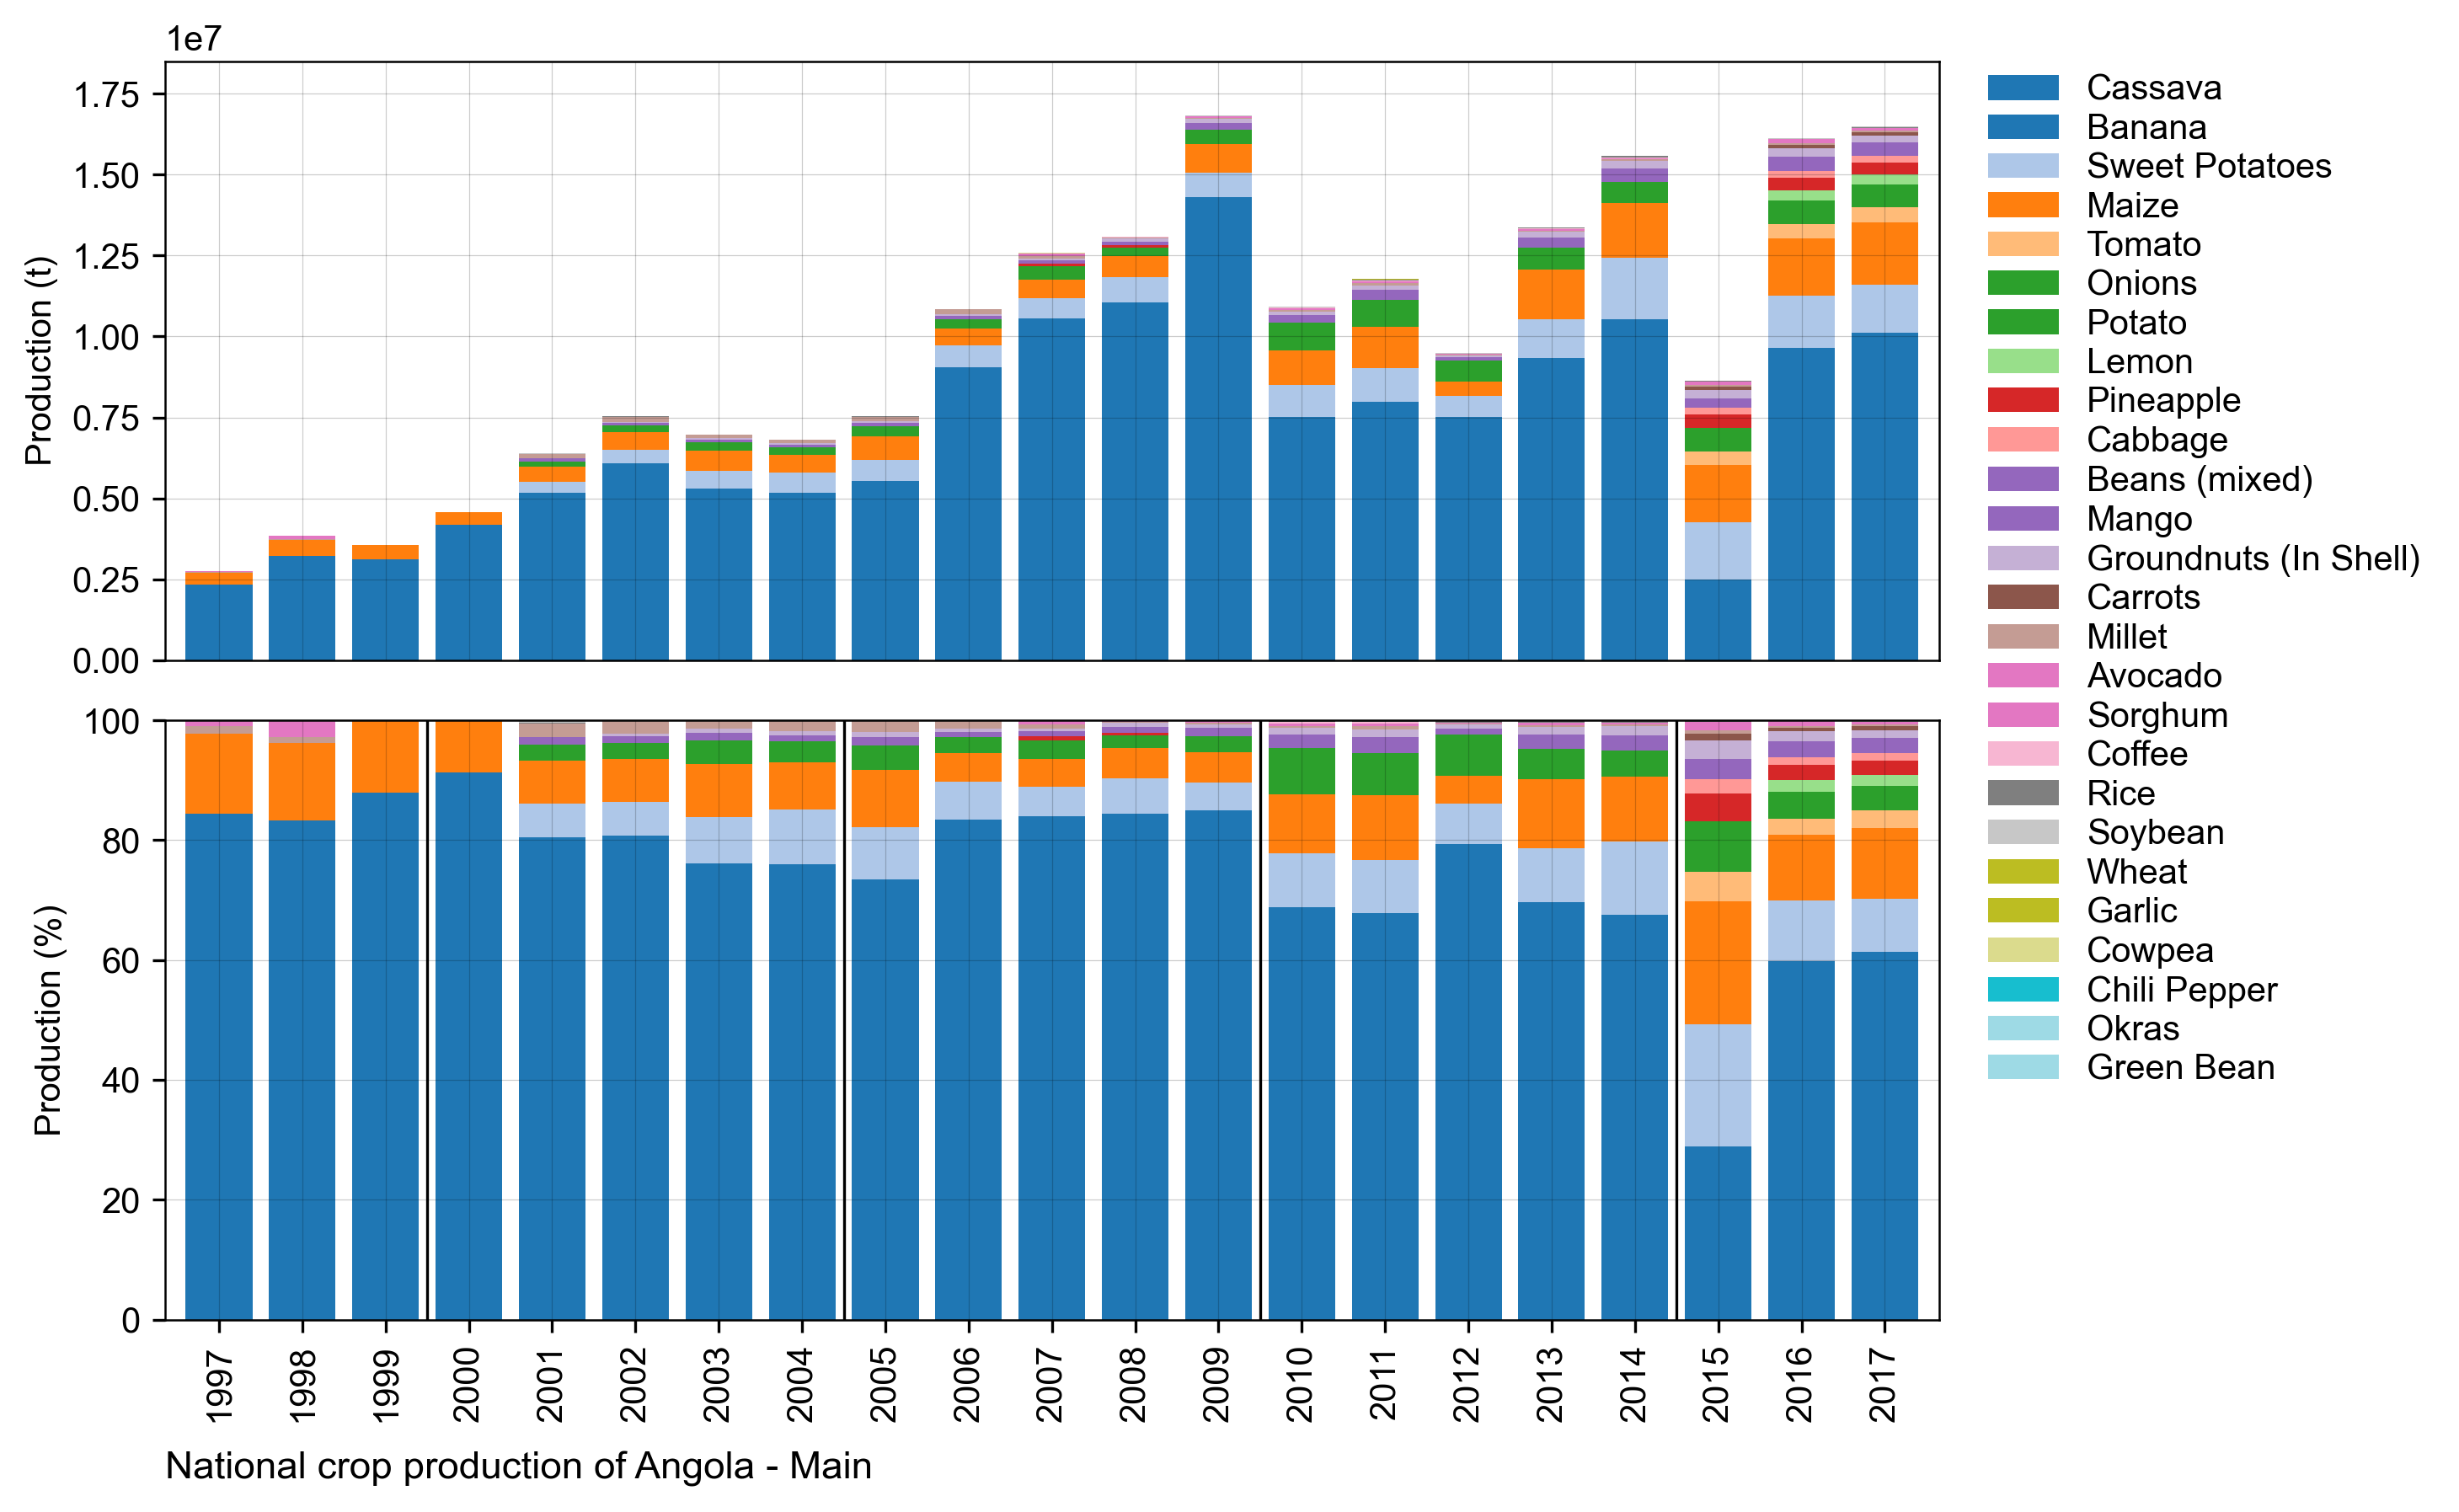 1e7
Production (t)
1.75
1.50
1.25
1.00
0.75
0.50
0.25
0.00
Production (%)
100
80
60
40
20
0
1997
1998
1999
2000
2001
2002
2003
2004
2005
2006
2007
2008
2009
2010
2011
2012
2013
2014
2015
2016
2017
National crop production of Angola - Main
Cassava
Banana
Sweet Potatoes
Maize
Tomato
Onions
Potato
Lemon
Pineapple
Cabbage
Beans (mixed)
Mango
Groundnuts (In Shell)
Carrots
Millet
Avocado
Sorghum
Coffee
Rice
Soybean
Wheat
Garlic
Cowpea
Chili Pepper
Okras
Green Bean